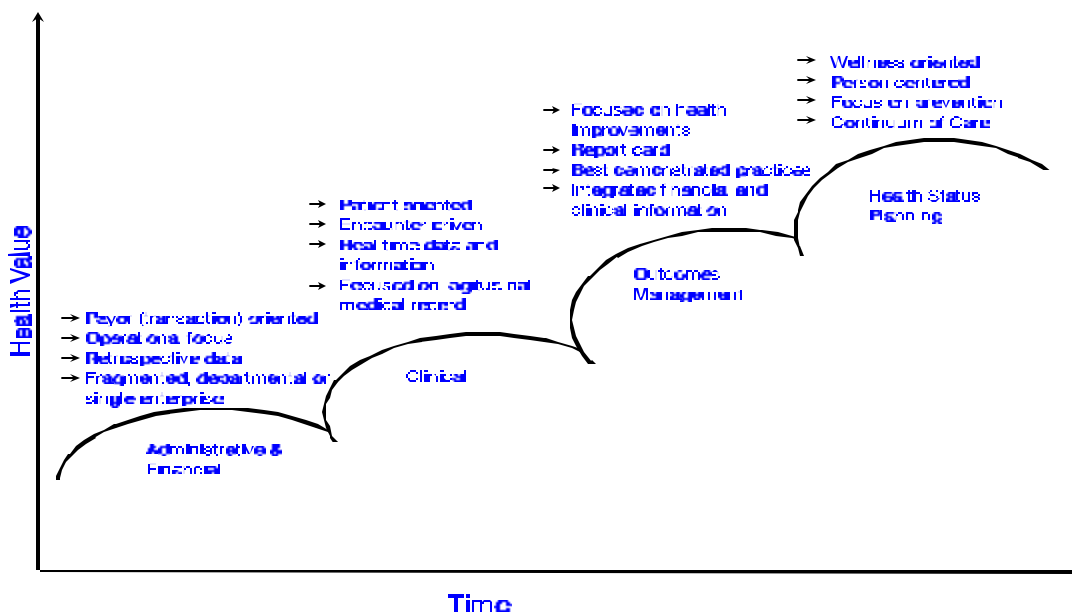 Wellness oriented
Person centered
Focus on prevention
Continuum of Care
Health Status
Planning
Focused on health
Improvements
Report card
Best demonstrated practices
Integrated financial and
clinical information
Outcomes
Management
Patient oriented
Encounter driven
Real time data and
information
Focused on
medical record
Clinical
Payor (transaction) oriented
Operational focus
Retrospective data
Fragmented, departmental or
single enterprise
Administrative &
Financial
Health Value
Time